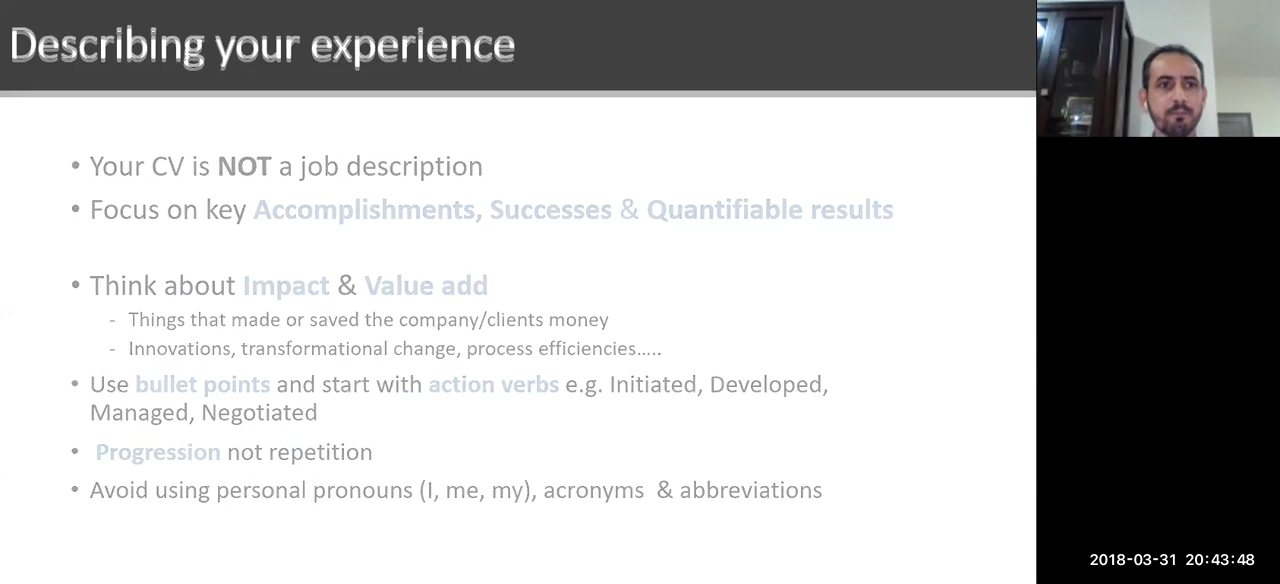 Describing your experience
• Your CV is NOT a job description
• Focus on key Accomplishments, Successes & Quantifiable results
• Think about Impact & Value add
- Things that made or saved the company/clients money
- Innovations, transformational change, process efficiencies.....
• Use bullet points and start with action verbs e.g. Initiated, Developed,
Managed, Negotiated
• Progression not repetition
• Avoid using personal pronouns (I, me, my), acronyms & abbreviations
2018-03-31 20:43:48